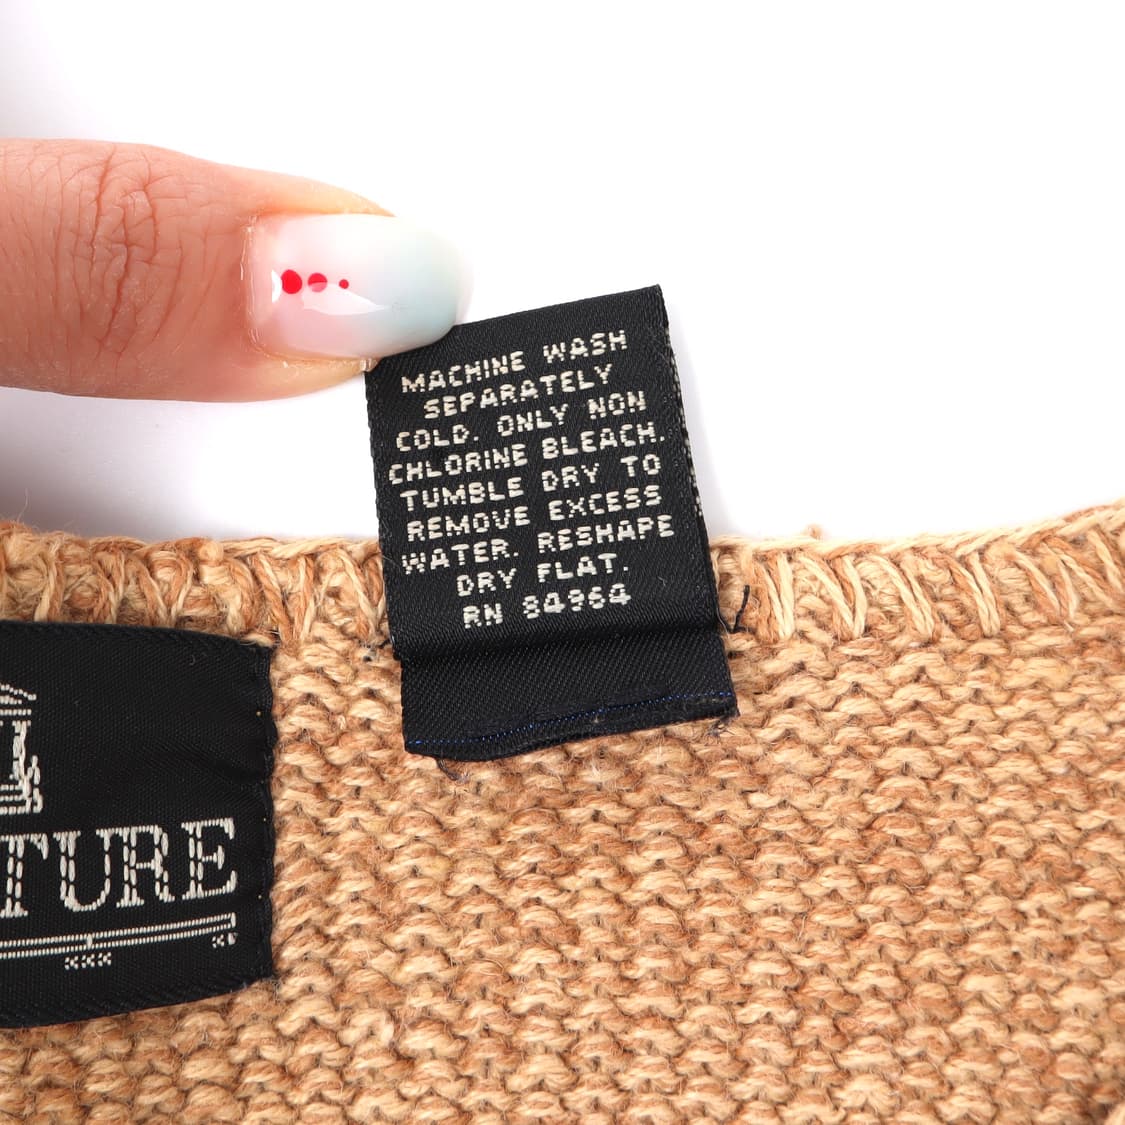 MACHINE WASH
SEPARATELY
COLD. ONLY NON
CHLORINE BLEACH.
TUMBLE DRY TO
REMOVE EXCESS
WATER. RESHAPE
DRY FLAT.
RN 84964
TURE